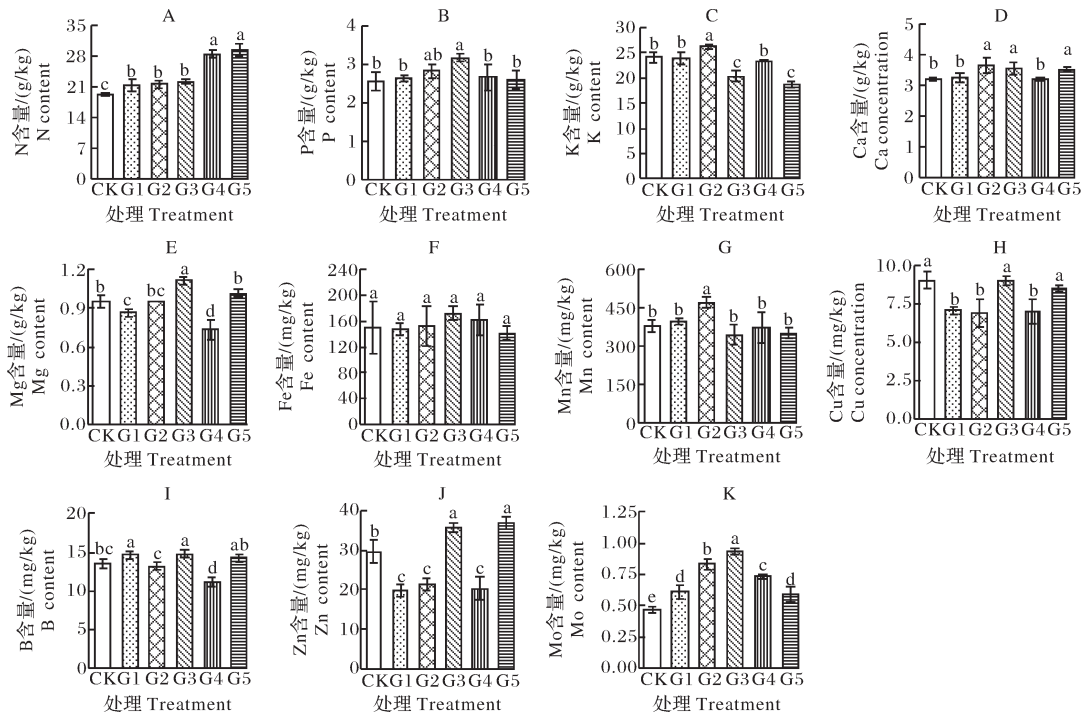 A
N含量/(g/kg)
N content
35
28
21
14
7
0
c
b
b
b
a
a
CK G1 G2 G3 G4 G5
处理 Treatment
B
P含量/(g/kg)
P content
4
3
2
1
0
b
b
ab
a
b
b
CK G1 G2 G3 G4 G5
处理 Treatment
C
K含量/(g/kg)
K content
30
25
20
15
10
5
0
b
b
a
c
b
c
CK G1 G2 G3 G4 G5
处理 Treatment
D
Ca含量/(g/kg)
Ca concentration
5
4
3
2
1
0
b
b
a
a
b
a
CK G1 G2 G3 G4 G5
处理 Treatment
E
Mg含量/(g/kg)
Mg content
1.2
0.9
0.6
0.3
0.0
b
c
bc
a
d
b
CK G1 G2 G3 G4 G5
处理 Treatment
F
Fe含量/(mg/kg)
Fe content
240
200
160
120
80
40
0
a
a
a
a
a
a
CK G1 G2 G3 G4 G5
处理 Treatment
G
Mn含量/(mg/kg)
Mn content
600
450
300
150
0
b
b
a
b
b
b
CK G1 G2 G3 G4 G5
处理 Treatment
H
Cu含量/(mg/kg)
Cu concentration
10.0
7.5
5.0
2.5
0.0
a
b
b
a
b
a
CK G1 G2 G3 G4 G5
处理 Treatment
I
B含量/(mg/kg)
B content
20
15
10
5
0
bc
a
c
a
d
ab
CK G1 G2 G3 G4 G5
处理 Treatment
J
Zn含量/(mg/kg)
Zn content
40
30
20
10
0
b
c
c
a
c
a
CK G1 G2 G3 G4 G5
处理 Treatment
K
Mo含量/(mg/kg)
Mo content
1.25
1.00
0.75
0.50
0.25
0.00
e
d
b
a
c
d
CK G1 G2 G3 G4 G5
处理 Treatment